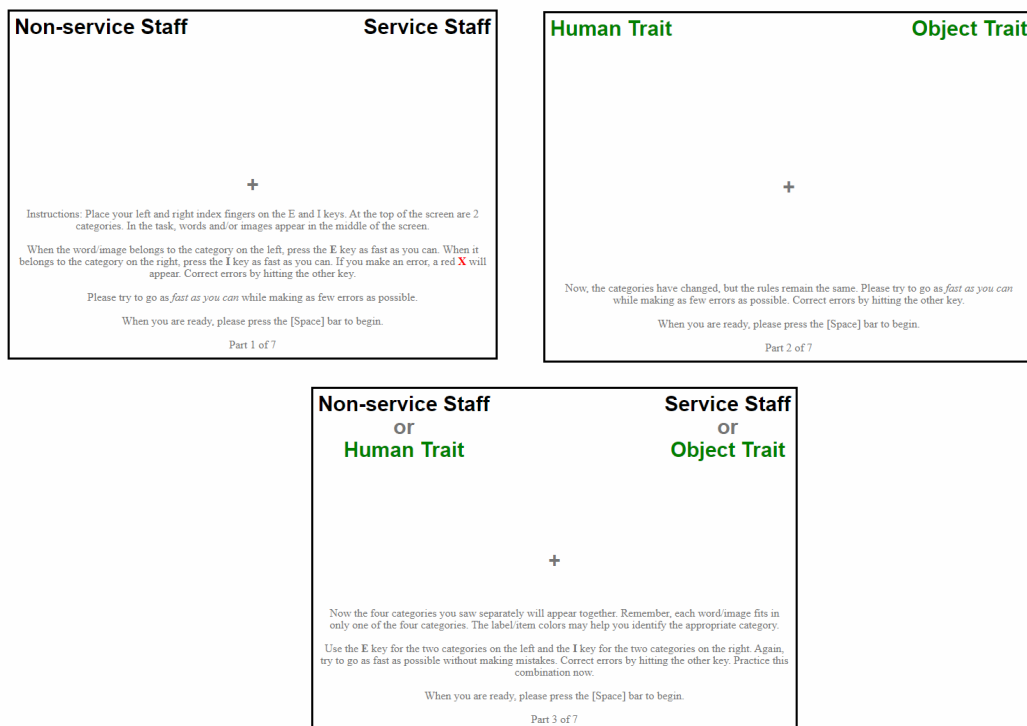 Non-service Staff Service Staff
+
Instructions: Place your left and right index fingers on the E and I keys. At the top of the screen are 2
categories. In the task, words and/or images appear in the middle of the screen.
When the word/image belongs to the category on the left, press the E key as fast as you can. When it
belongs to the category on the right, press the I key as fast as you can. If you make an error, a red X will
appear. Correct errors by hitting the other key.
Please try to go as fast as you can while making as few errors as possible.
When you are ready, please press the [Space] bar to begin.
Part 1 of 7
Human Trait Object Trait
+
Now, the categories have changed, but the rules remain the same. Please try to go as fast as you can
while making as few errors as possible. Correct errors by hitting the other key.
When you are ready, please press the [Space] bar to begin.
Part 2 of 7
Non-service Staff Service Staff
or or
Human Trait Object Trait
+
Now the four categories you saw separately will appear together. Remember, each word/image fits in
only one of the four categories. The label/item colors may help you identify the appropriate category.
Use the E key for the two categories on the left and the I key for the two categories on the right. Again,
try to go as fast as possible without making mistakes. Correct errors by hitting the other key. Practice this
combination now.
When you are ready, please press the [Space] bar to begin.
Part 3 of 7